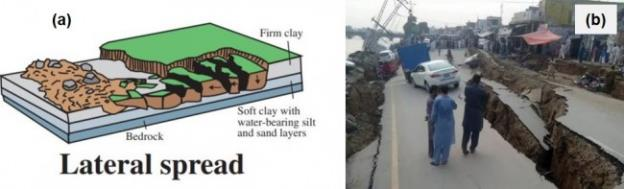 (a)
Firm clay
Soft clay with
water-bearing silt
and sand layers
Bedrock
Lateral spread
(b)